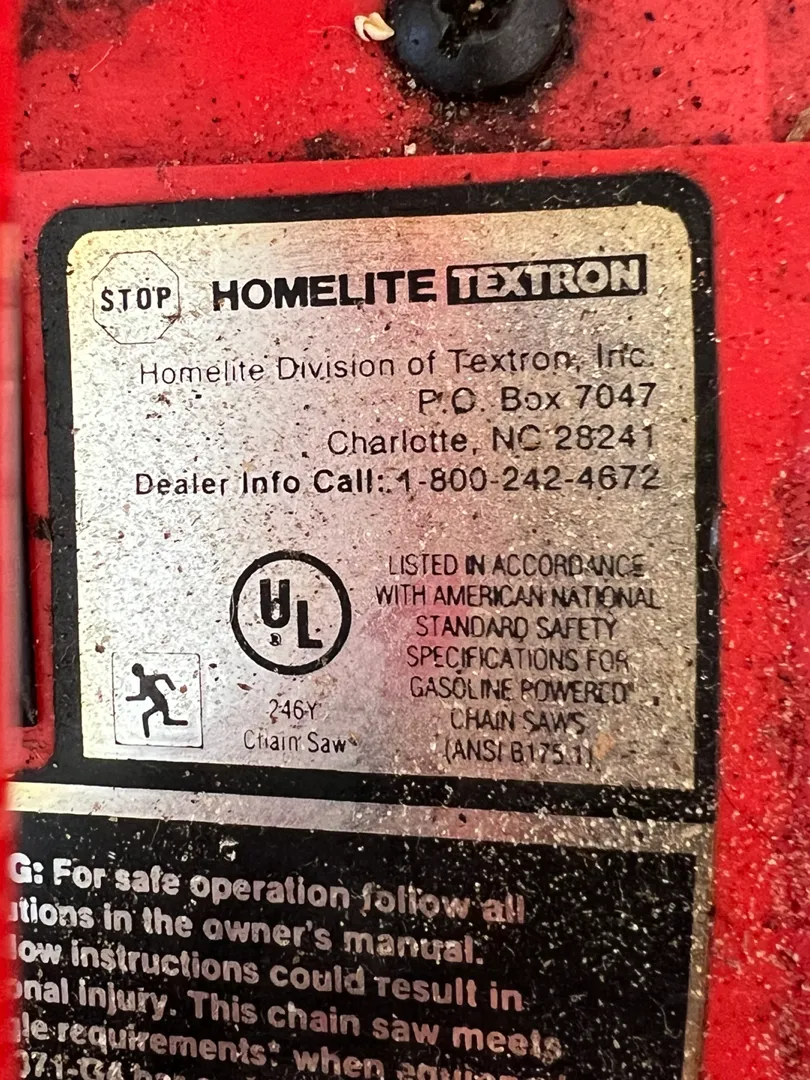 STOP
HOMELITE TEXTRON
Homelite Division of Textron, Inc.
P.O. Box 7047
Charlotte, NC 28241
Dealer Info Call: 1-800-242-4672
UL
®
246-Y
Chain Saw
LISTED IN ACCORDANCE
WITH AMERICAN NATIONAL
STANDARD SAFETY
SPECIFICATIONS FOR
GASOLINE POWERED
CHAIN SAWS
(ANSI B175.1)
G: For safe operation follow all
utions in the owner's manual.
low instructions could result in
onal injury. This chain saw meets
gle requirements* when